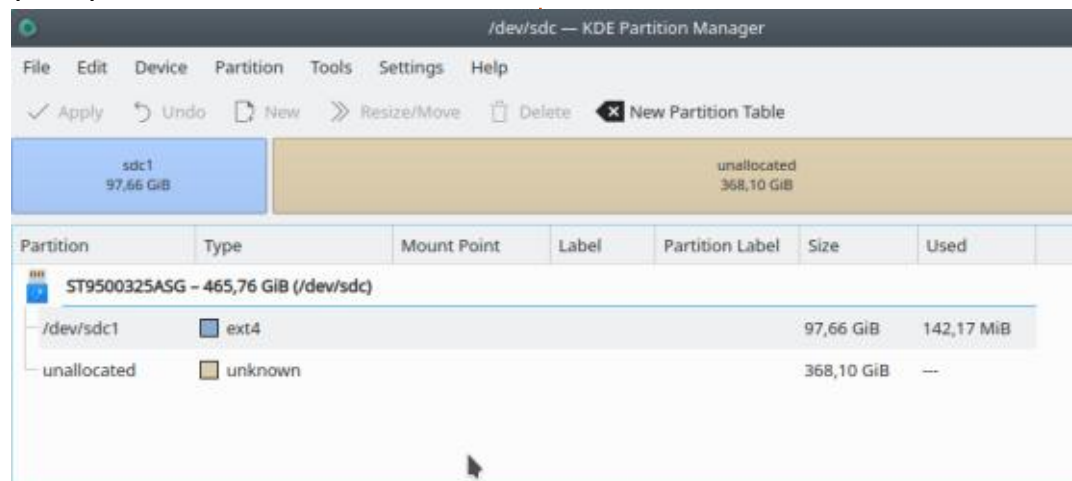 /dev/sdc — KDE Partition Manager
File Edit Device Partition Tools Settings Help
Apply Undo New Resize/Move Delete New Partition Table
sdc1
97,66 GiB
unallocated
368,10 GiB
Partition Type Mount Point Label Partition Label Size Used
ST9500325ASG – 465,76 GiB (/dev/sdc)
/dev/sdc1 ext4 97,66 GiB 142,17 MiB
unallocated unknown 368,10 GiB ---